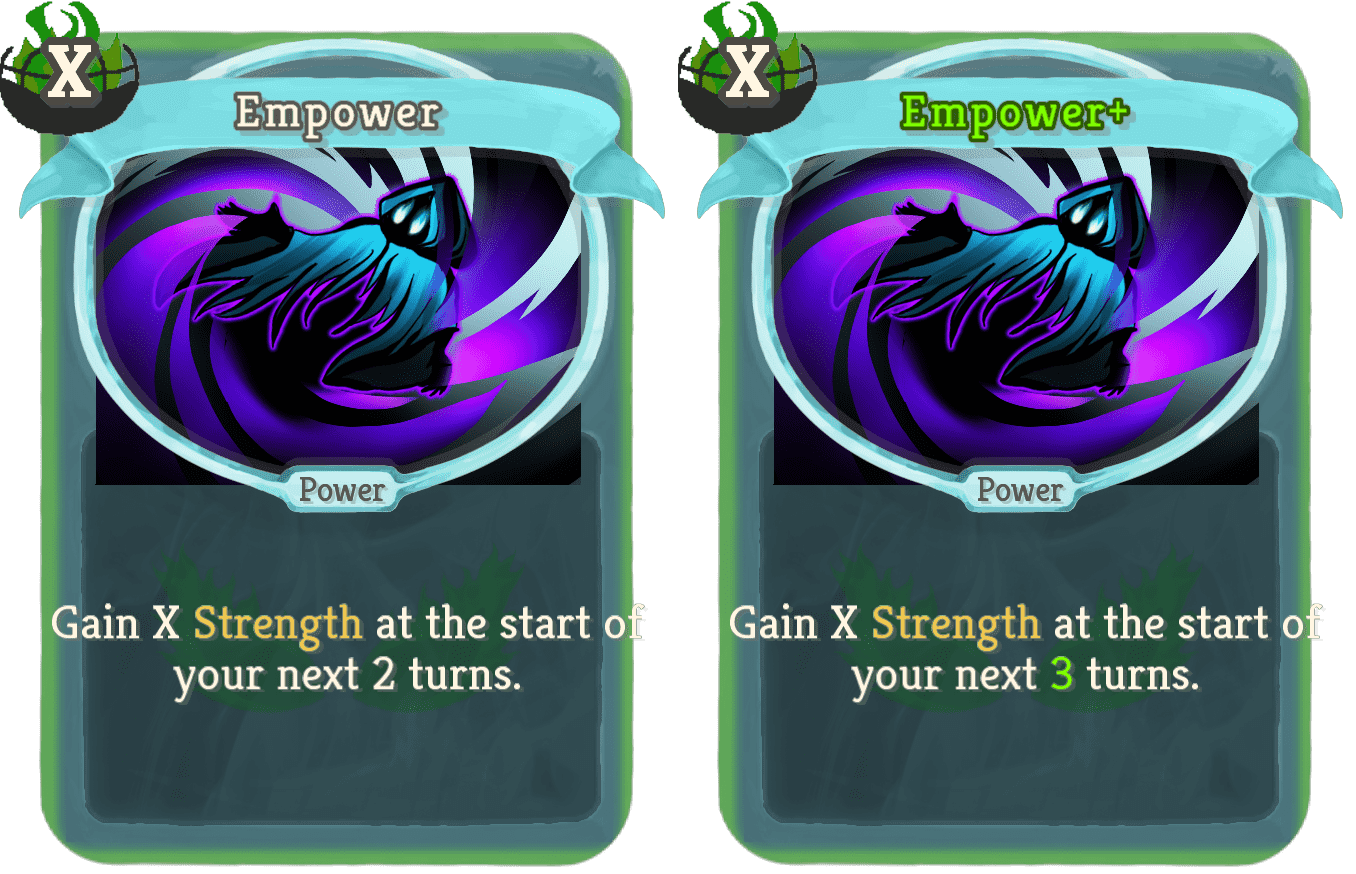 X
Empower
Power
Gain X Strength at the start of
your next 2 turns.
X
Empower+
Power
Gain X Strength at the start of
your next 3 turns.